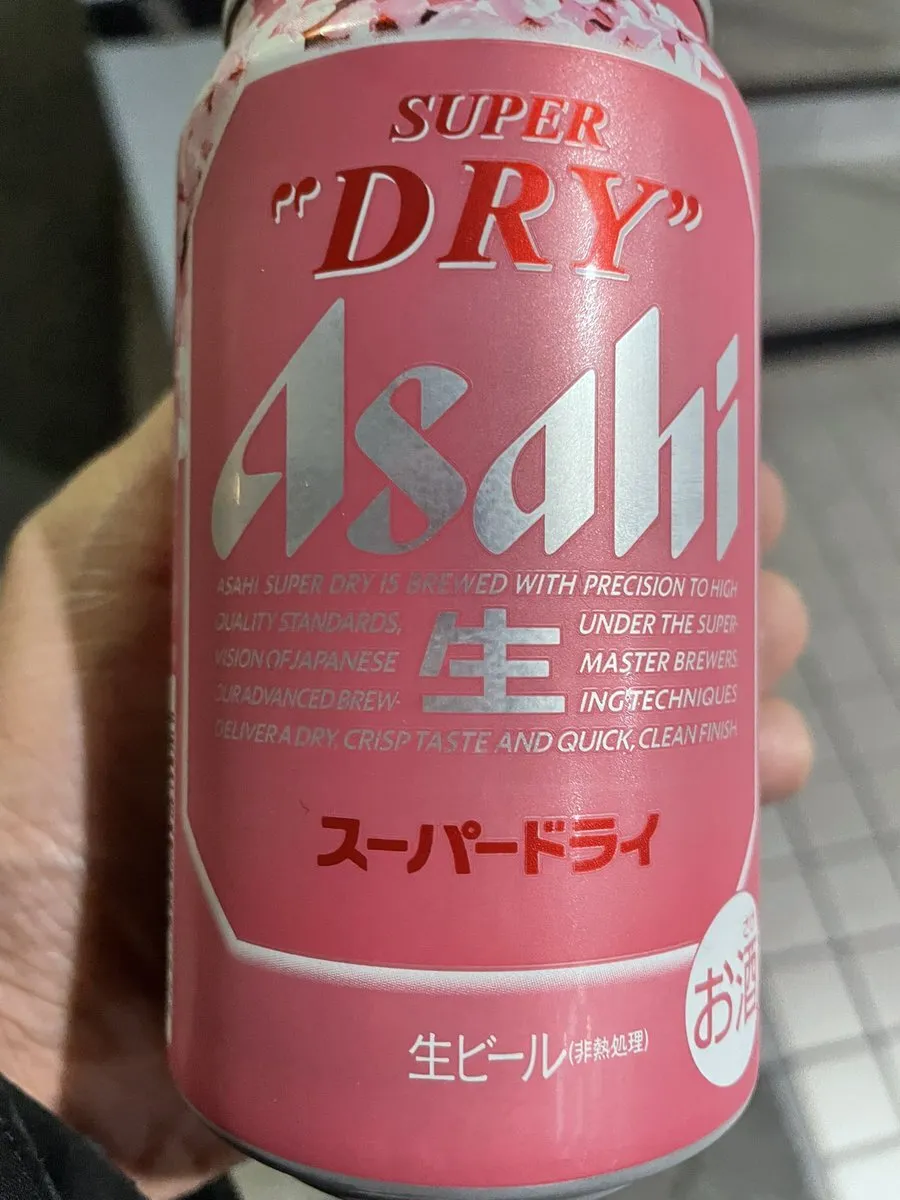 SUPER
"DRY"
Asahi
ASAHI SUPER DRY IS BREWED WITH PRECISION TO HIGH
QUALITY STANDARDS, UNDER THE SUPER-
VISION OF JAPANESE MASTER BREWERS.
OUR ADVANCED BREW- ING TECHNIQUES
DELIVER A DRY, CRISP TASTE AND QUICK, CLEAN FINISH
生
スーパードライ
さけ
お酒
生ビール(非熱処理)